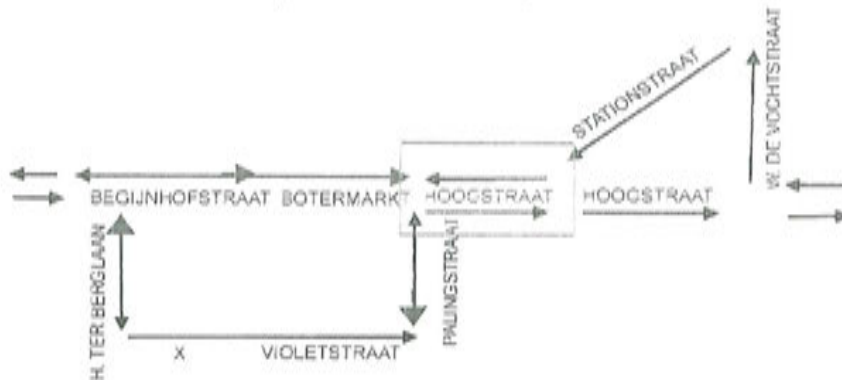 STATIONSTRAAT
W. DE VOCHTSTRAAT
BEGIJNHOFSTRAAT
BOTERMARKT
HOOGSTRAAT
HOOGSTRAAT
H. TER BERGLAAN
PALINGSTRAAT
X
VIOLETSTRAAT